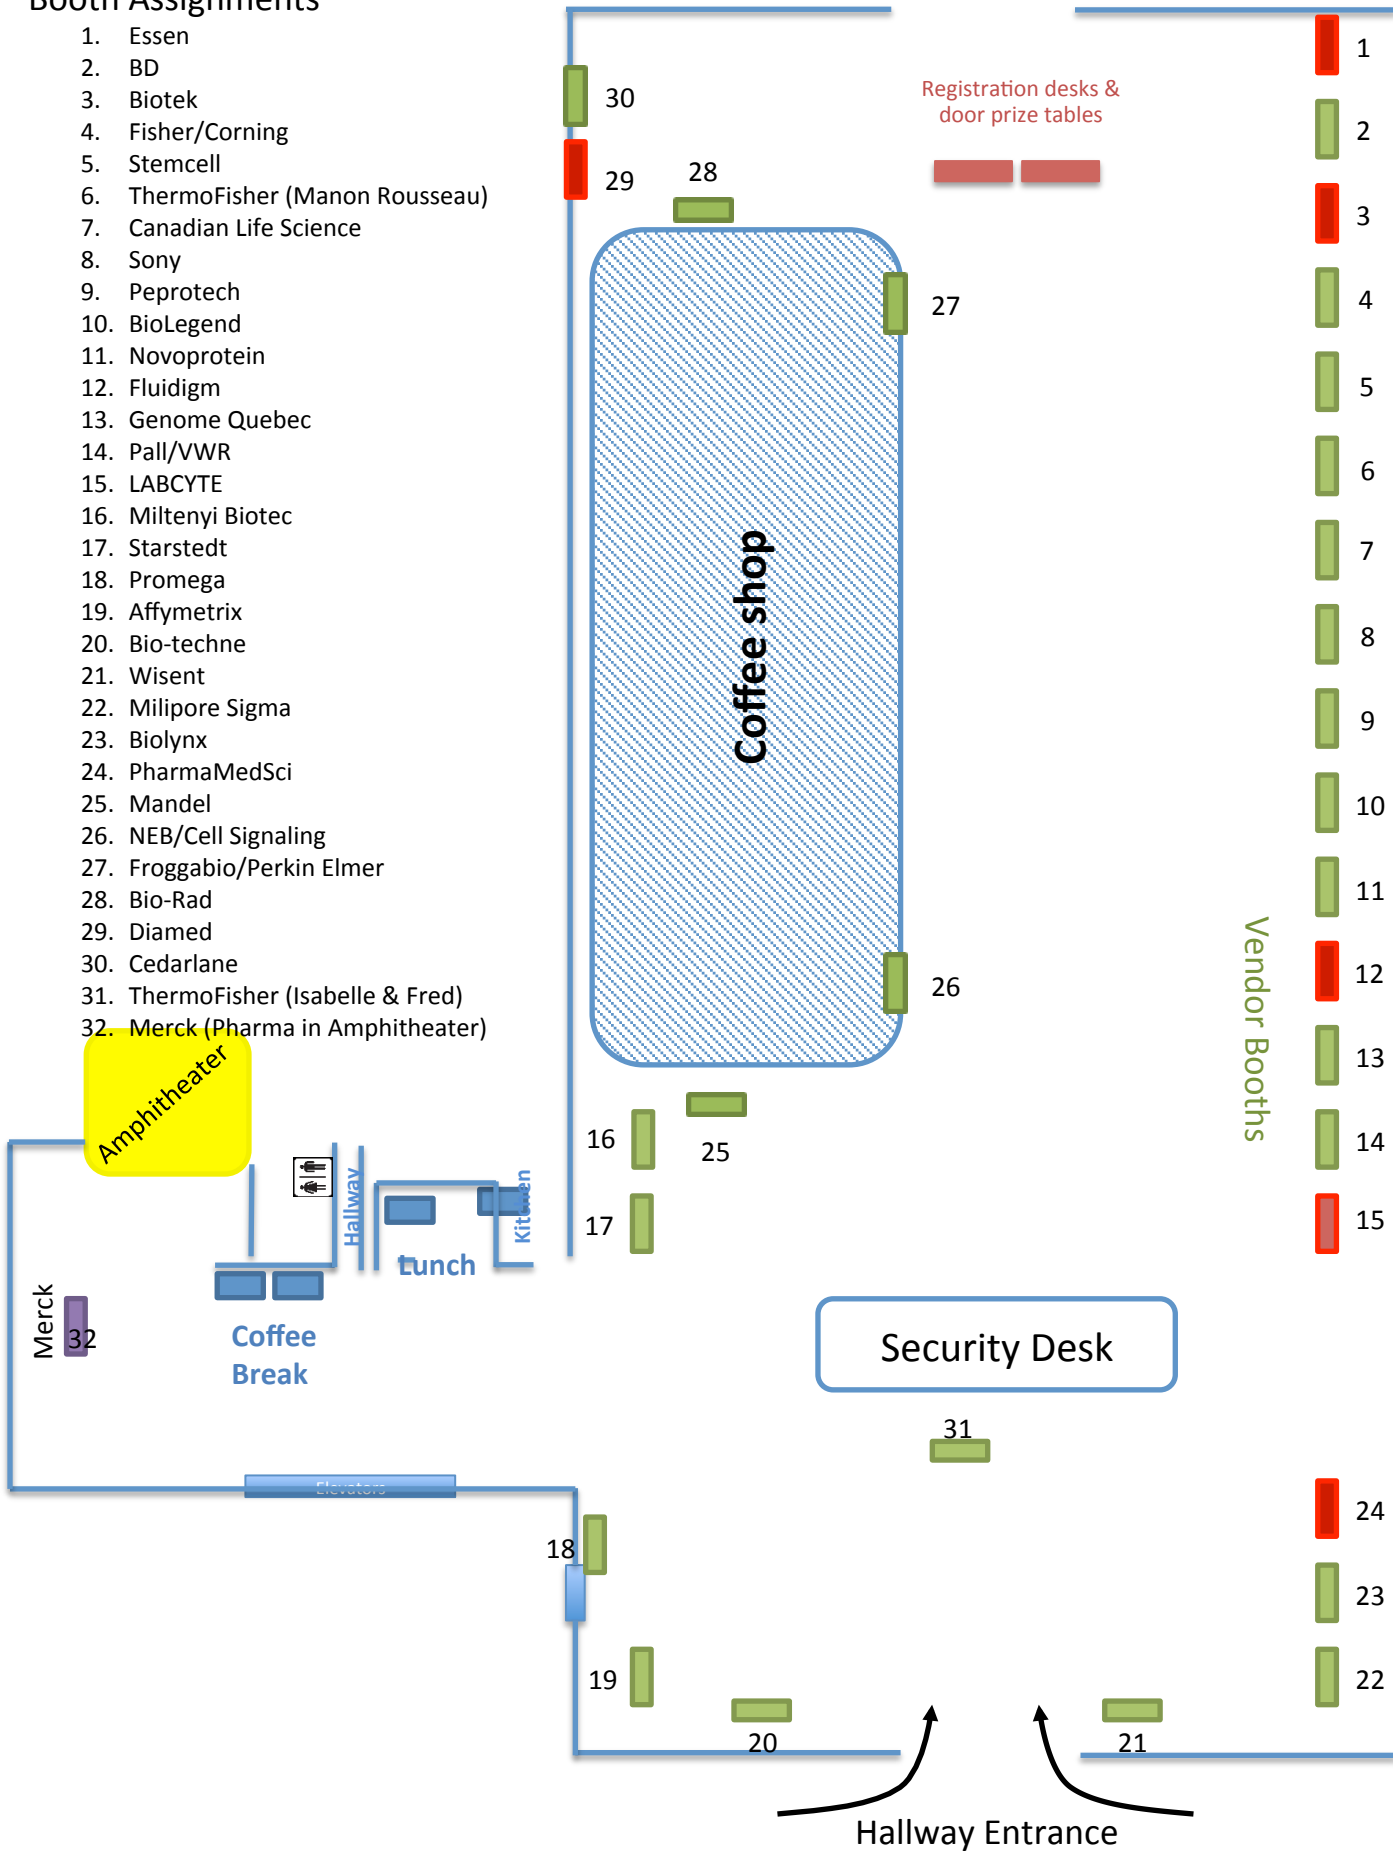 Booth Assignments
1. Essen
2. BD
3. Biotek
4. Fisher/Corning
5. Stemcell
6. ThermoFisher (Manon Rousseau)
7. Canadian Life Science
8. Sony
9. Peprotech
10. BioLegend
11. Novoprotein
12. Fluidigm
13. Genome Quebec
14. Pall/VWR
15. LABCYTE
16. Miltenyi Biotec
17. Starstedt
18. Promega
19. Affymetrix
20. Bio-techne
21. Wisent
22. Milipore Sigma
23. Biolynx
24. PharmaMedSci
25. Mandel
26. NEB/Cell Signaling
27. Froggabio/Perkin Elmer
28. Bio-Rad
29. Diamed
30. Cedarlane
31. ThermoFisher (Isabelle & Fred)
32. Merck (Pharma in Amphitheater)
Registration desks &
door prize tables
30
29
28
27
Coffee shop
26
25
16
17
1
2
3
4
5
6
7
8
9
10
11
12
13
14
15
Vendor Booths
Amphitheater
Hallway
Kitchen
Lunch
Merck
32
Coffee
Break
Elevators
Security Desk
31
18
19
20
21
24
23
22
Hallway Entrance